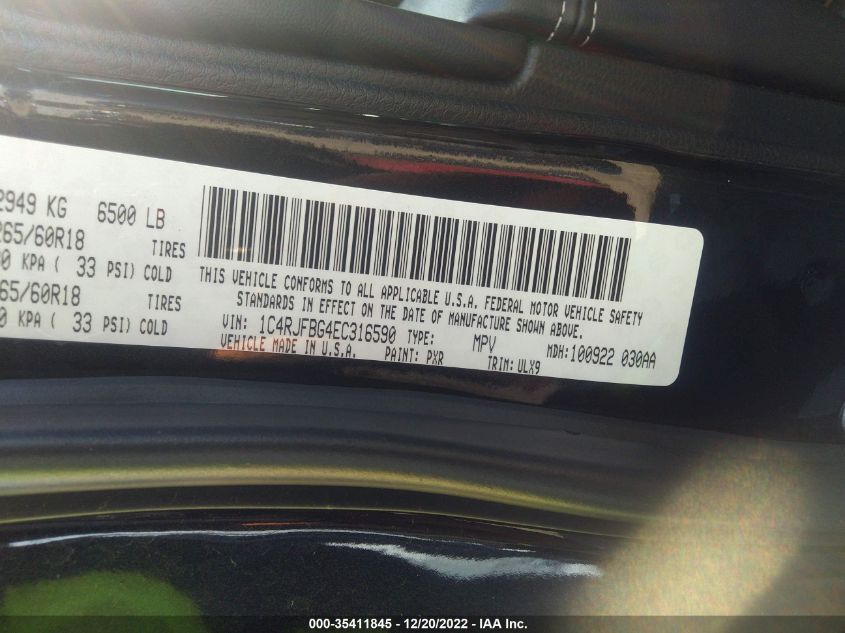 2949 KG 6500 LB
265/60R18 TIRES
0 KPA ( 33 PSI) COLD
65/60R18 TIRES
0 KPA ( 33 PSI) COLD
THIS VEHICLE CONFORMS TO ALL APPLICABLE U.S.A. FEDERAL MOTOR VEHICLE SAFETY
STANDARDS IN EFFECT ON THE DATE OF MANUFACTURE SHOWN ABOVE.
VIN: 1C4RJFBG4EC316590 TYPE: MPV MDH: 100922 030AA
VEHICLE MADE IN U.S.A. PAINT: PXR TRIM: ULX9
000-35411845 - 12/20/2022 - IAA Inc.